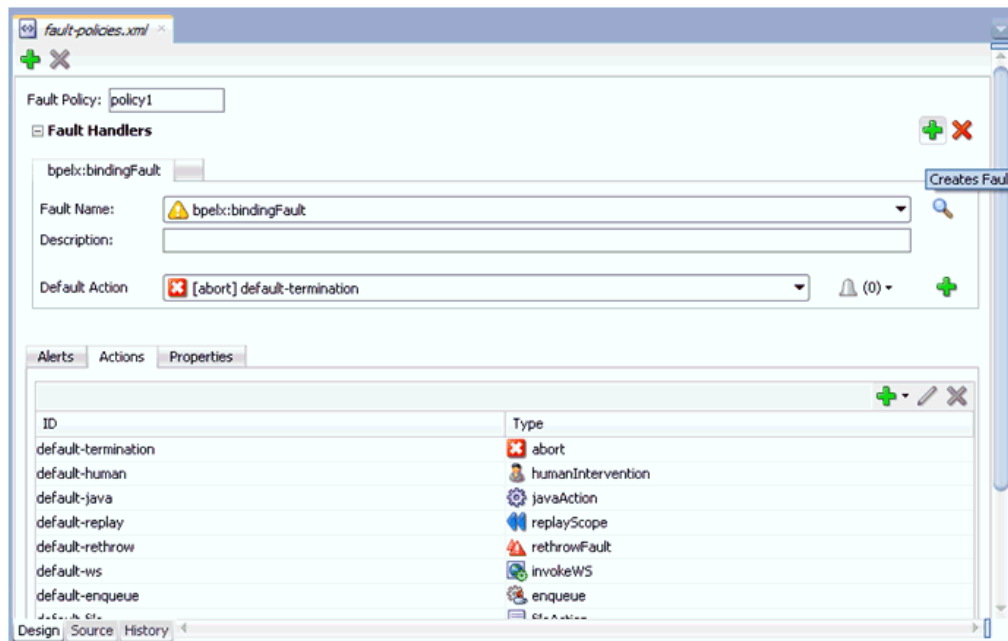 fault-policies.xml
Fault Policy: policy1
Fault Handlers
bpelx:bindingFault
Creates Faul
Fault Name: bpelx:bindingFault
Description:
Default Action [abort] default-termination (0)
Alerts Actions Properties
ID Type
default-termination abort
default-human humanIntervention
default-java javaAction
default-replay replayScope
default-rethrow rethrowFault
default-ws invokeWS
default-enqueue enqueue
Design Source History